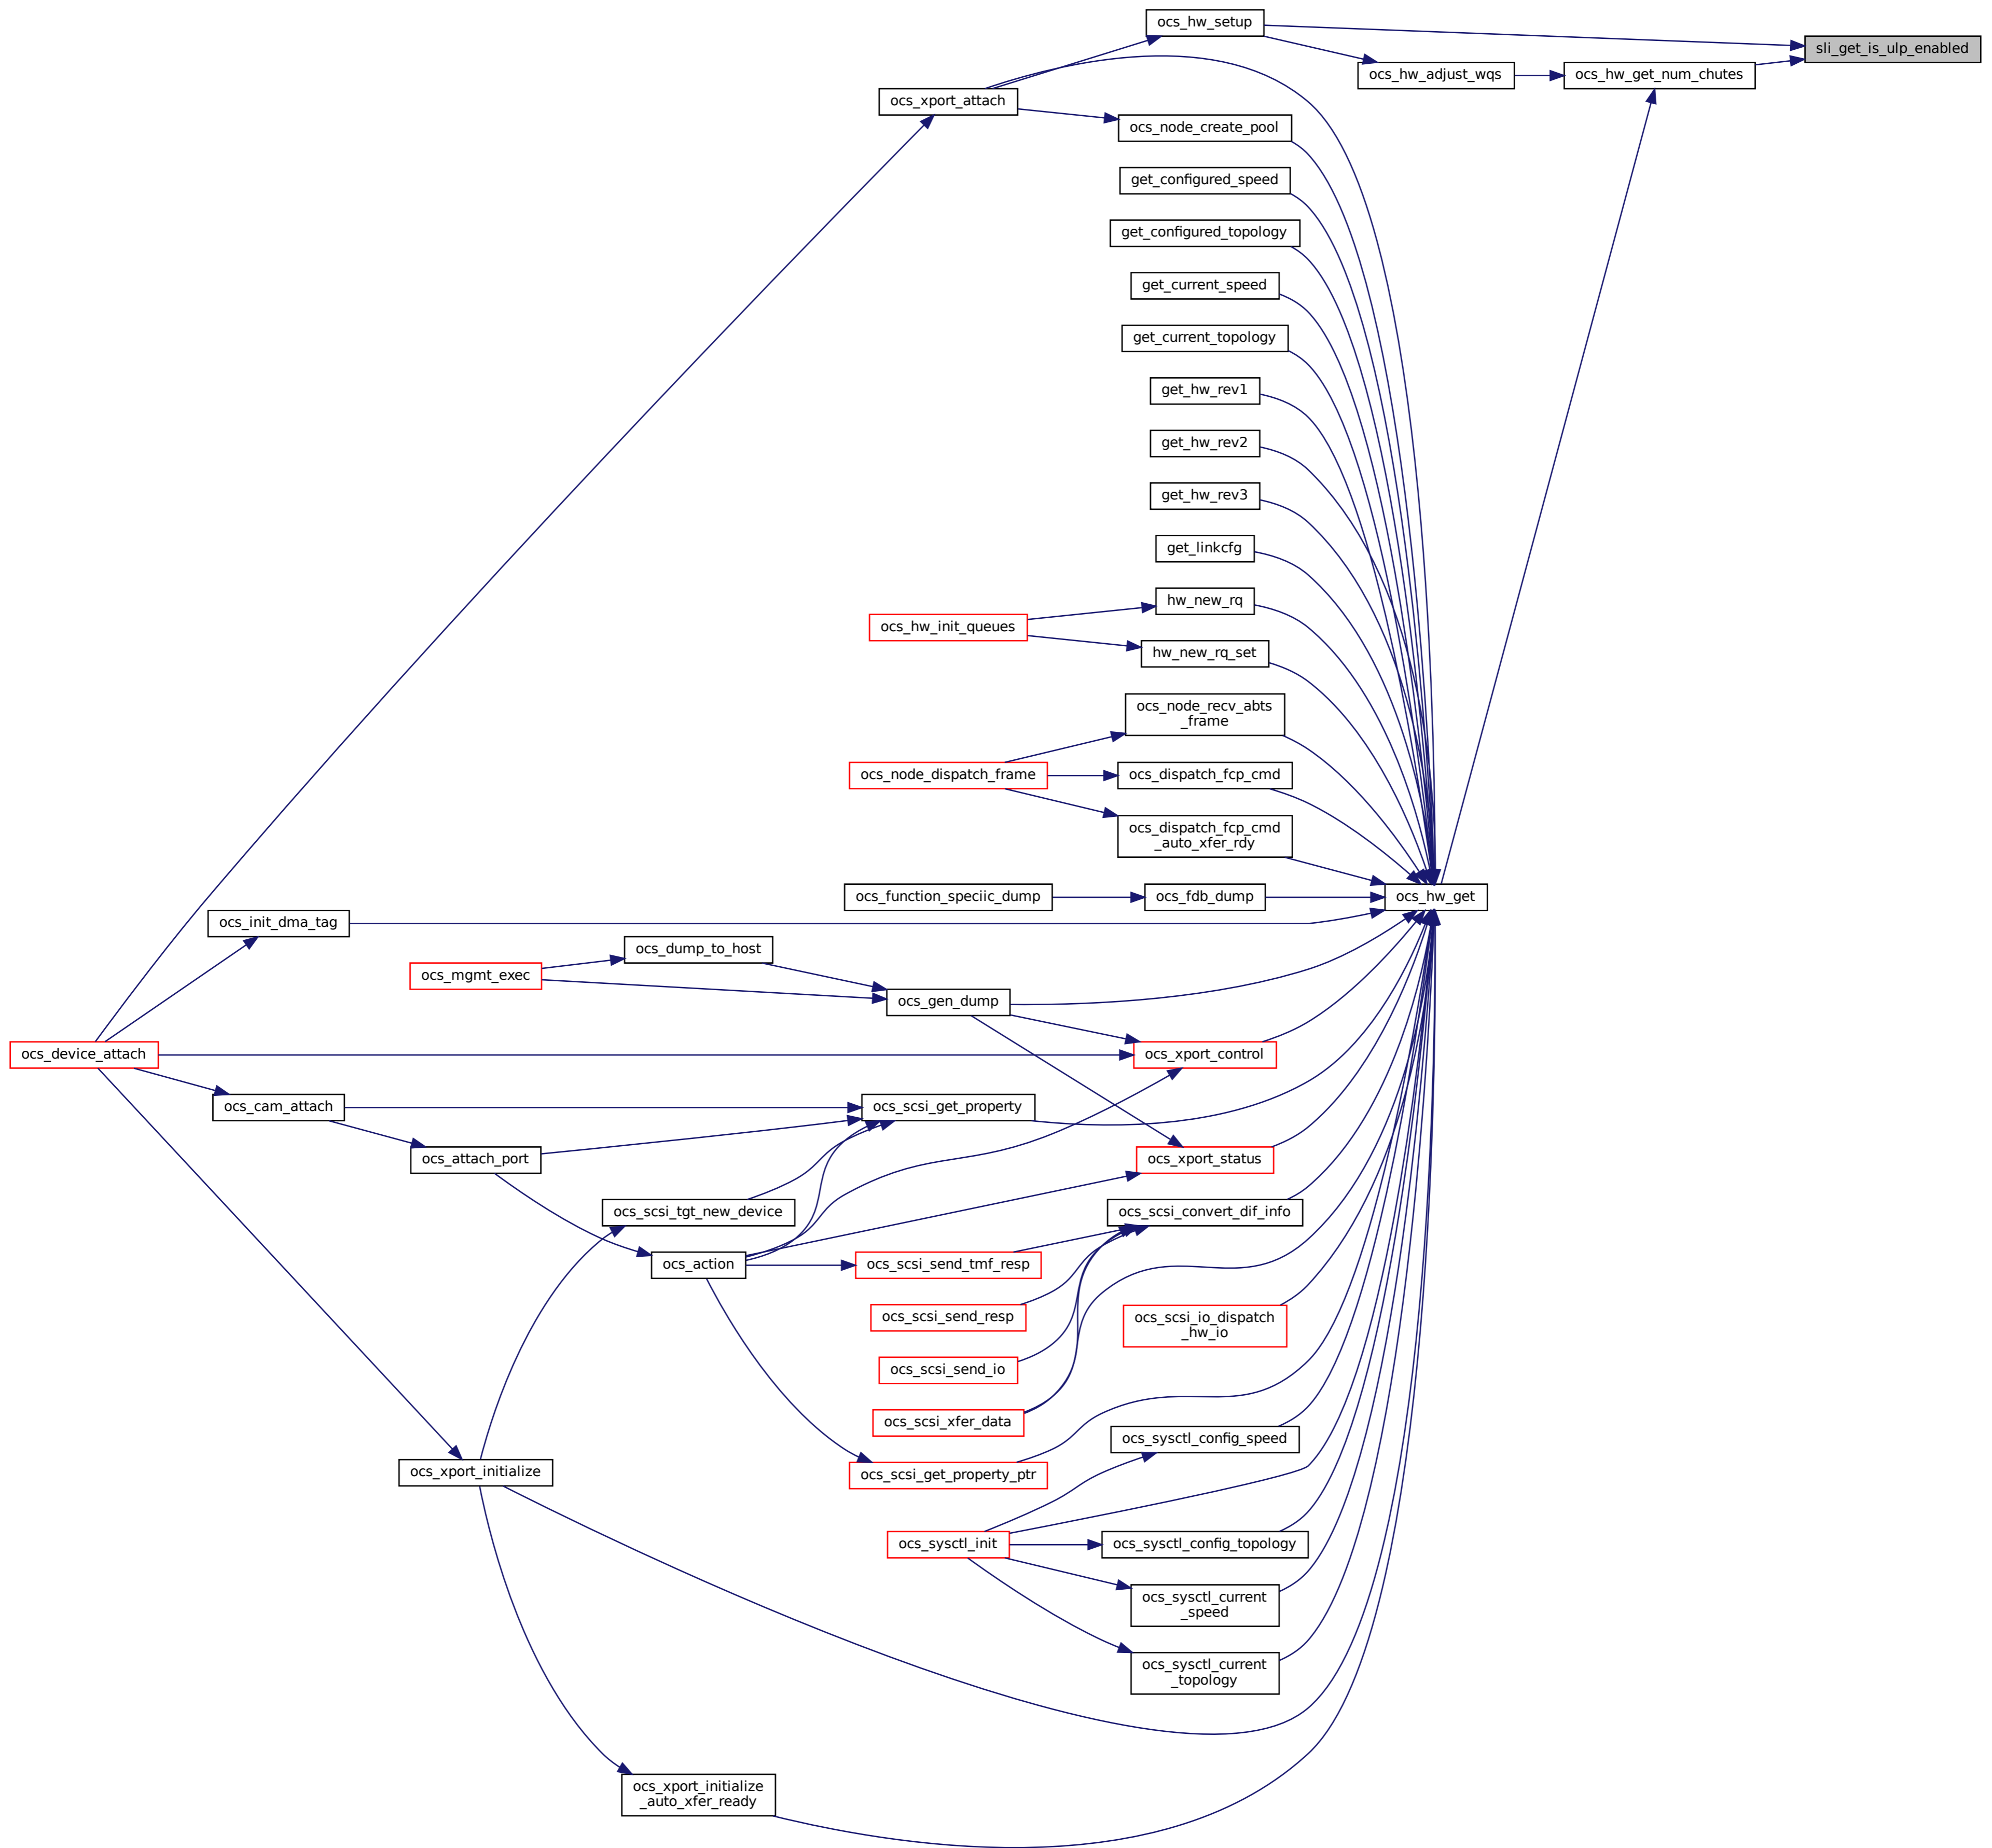 ocs_hw_setup
sli_get_is_ulp_enabled
ocs_hw_adjust_wqs
ocs_hw_get_num_chutes
ocs_xport_attach
ocs_node_create_pool
get_configured_speed
get_configured_topology
get_current_speed
get_current_topology
get_hw_rev1
get_hw_rev2
get_hw_rev3
get_linkcfg
hw_new_rq
ocs_hw_init_queues
hw_new_rq_set
ocs_node_recv_abts
_frame
ocs_node_dispatch_frame
ocs_dispatch_fcp_cmd
ocs_dispatch_fcp_cmd
_auto_xfer_rdy
ocs_function_speciic_dump
ocs_fdb_dump
ocs_hw_get
ocs_init_dma_tag
ocs_dump_to_host
ocs_mgmt_exec
ocs_gen_dump
ocs_device_attach
ocs_xport_control
ocs_cam_attach
ocs_scsi_get_property
ocs_attach_port
ocs_xport_status
ocs_scsi_tgt_new_device
ocs_scsi_convert_dif_info
ocs_action
ocs_scsi_send_tmf_resp
ocs_scsi_send_resp
ocs_scsi_io_dispatch
_hw_io
ocs_scsi_send_io
ocs_scsi_xfer_data
ocs_sysctl_config_speed
ocs_xport_initialize
ocs_scsi_get_property_ptr
ocs_sysctl_init
ocs_sysctl_config_topology
ocs_sysctl_current
_speed
ocs_sysctl_current
_topology
ocs_xport_initialize
_auto_xfer_ready